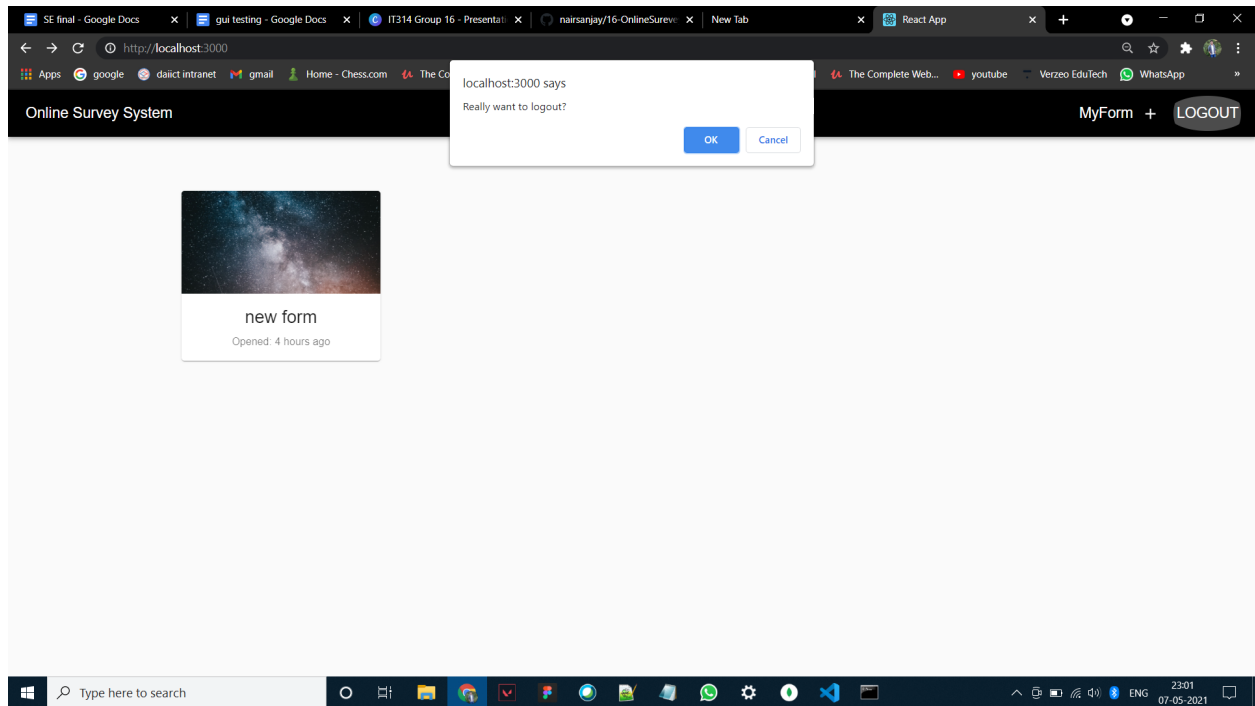 SE final - Google Docs
gui testing - Google Docs
IT314 Group 16 - Presentati
nairsanjay/16-OnlineSureve
New Tab
React App
http://localhost:3000
Apps
google
daiict intranet
gmail
Home - Chess.com
The Co
The Complete Web...
youtube
Verzeo EduTech
WhatsApp
»
localhost:3000 says
Really want to logout?
OK
Cancel
Online Survey System
MyForm +
LOGOUT
new form
Opened: 4 hours ago
Type here to search
ENG
23:01
07-05-2021